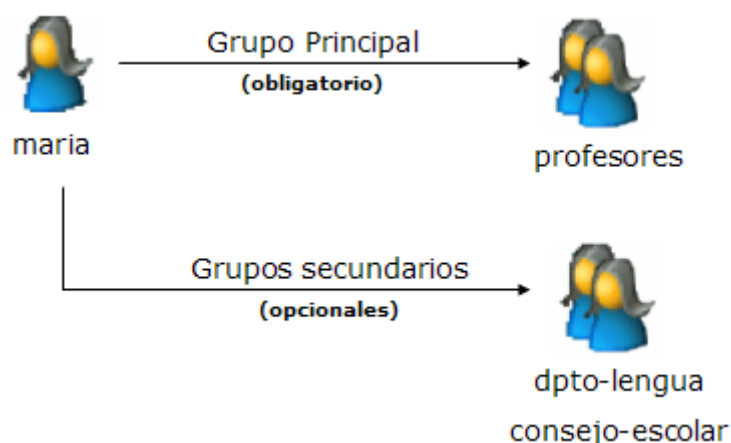 Grupo Principal
(obligatorio)
maria
profesores
Grupos secundarios
(opcionales)
dpto-lengua
consejo-escolar